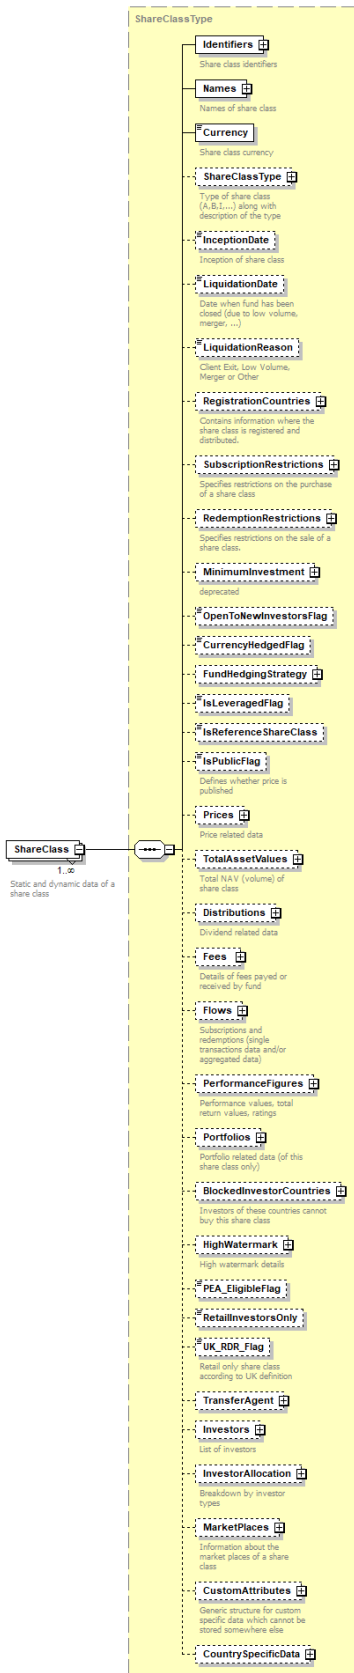 ShareClassType
Identifiers
Share class identifiers
Names
Names of share class
Currency
Share class currency
ShareClassType
Type of share class
(A,B,I,...) along with
description of the type
InceptionDate
Inception of share class
LiquidationDate
Date when fund has been
closed (due to low volume,
merger, ...)
LiquidationReason
Client Exit, Low Volume,
Merger or Other
RegistrationCountries
Contains information where the
share class is registered and
distributed.
SubscriptionRestrictions
Specifies restrictions on the purchase
of a share class
RedemptionRestrictions
Specifies restrictions on the sale of a
share class.
MinimumInvestment
deprecated
OpenToNewInvestorsFlag
CurrencyHedgedFlag
FundHedgingStrategy
IsLeveragedFlag
IsReferenceShareClass
IsPublicFlag
Defines whether price is
published
Prices
Price related data
ShareClass
1..∞
Static and dynamic data of a
share class
TotalAssetValues
Total NAV (volume) of
share class
Distributions
Dividend related data
Fees
Details of fees payed or
received by fund
Flows
Subscriptions and
redemptions (single
transactions data and/or
aggregated data)
PerformanceFigures
Performance values, total
return values, ratings
Portfolios
Portfolio related data (of this
share class only)
BlockedInvestorCountries
Investors of these countries cannot
buy this share class
HighWatermark
High watermark details
PEA_EligibleFlag
RetailInvestorsOnly
UK_RDR_Flag
Retail only share class
according to UK definition
TransferAgent
Investors
List of investors
InvestorAllocation
Breakdown by investor
types
MarketPlaces
Information about the
market places of a share
class
CustomAttributes
Generic structure for custom
specific data which cannot be
stored somewhere else
CountrySpecificData